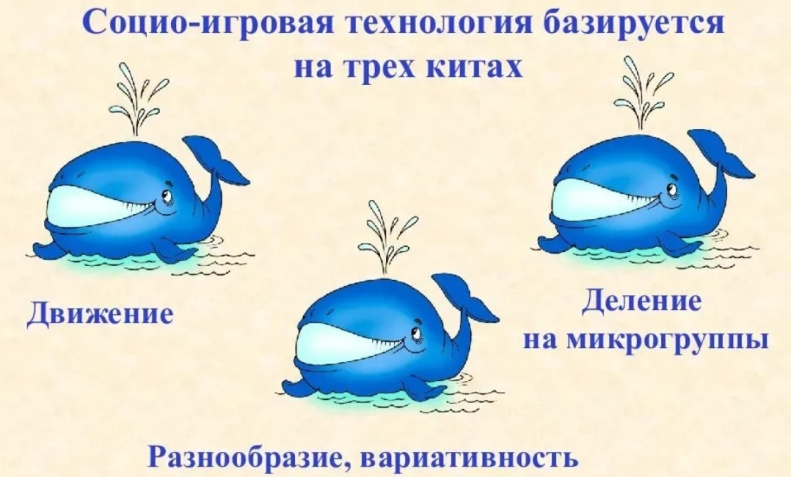 Социо-игровая технология базируется
на трех китах
Движение
Деление
на микрогруппы
Разнообразие, вариативность